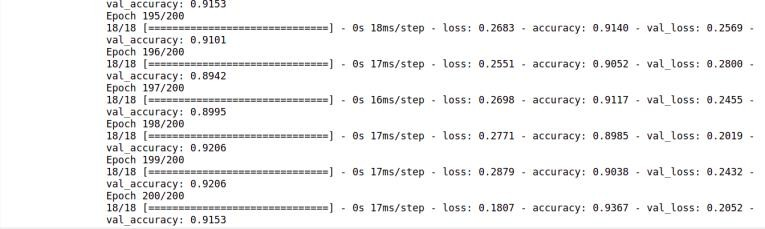 val_accuracy: 0.9153
Epoch 195/200
18/18 [==============================] - 0s 18ms/step - loss: 0.2683 - accuracy: 0.9140 - val_loss: 0.2569 -
val_accuracy: 0.9101
Epoch 196/200
18/18 [==============================] - 0s 17ms/step - loss: 0.2551 - accuracy: 0.9052 - val_loss: 0.2800 -
val_accuracy: 0.8942
Epoch 197/200
18/18 [==============================] - 0s 16ms/step - loss: 0.2698 - accuracy: 0.9117 - val_loss: 0.2455 -
val_accuracy: 0.8995
Epoch 198/200
18/18 [==============================] - 0s 17ms/step - loss: 0.2771 - accuracy: 0.8985 - val_loss: 0.2019 -
val_accuracy: 0.9206
Epoch 199/200
18/18 [==============================] - 0s 17ms/step - loss: 0.2879 - accuracy: 0.9038 - val_loss: 0.2432 -
val_accuracy: 0.9206
Epoch 200/200
18/18 [==============================] - 0s 17ms/step - loss: 0.1807 - accuracy: 0.9367 - val_loss: 0.2052 -
val_accuracy: 0.9153